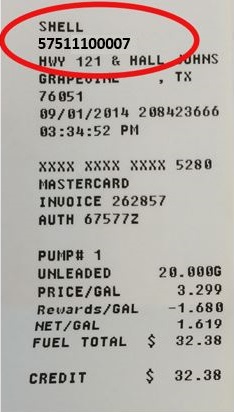 SHELL
57511100007
HWY 121 & HALL JOHNS
GRAPEVINE , TX
76051
09/01/2014 208423666
03:34:52 PM
XXXX XXXX XXXX 5280
MASTERCARD
INVOICE 262857
AUTH 67577Z
PUMP# 1
UNLEADED 20.000G
PRICE/GAL 3.299
Rewards/GAL -1.680
NET/GAL 1.619
FUEL TOTAL $ 32.38
CREDIT $ 32.38